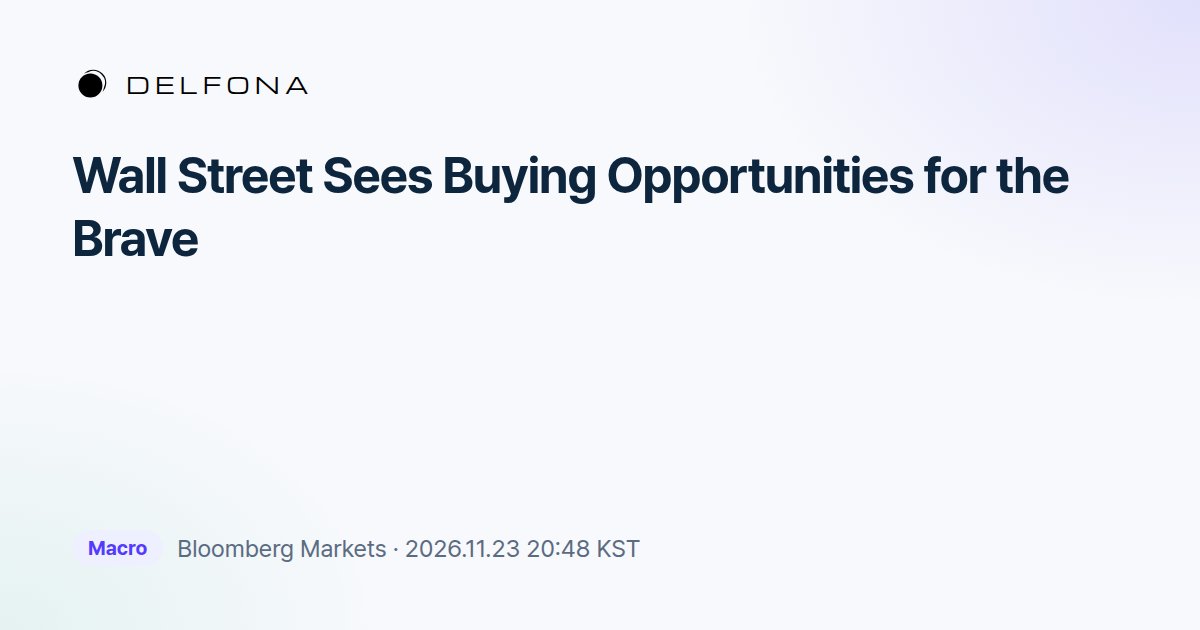 DELFONA
Wall Street Sees Buying Opportunities for the
Brave
Macro Bloomberg Markets · 2026.11.23 20:48 KST